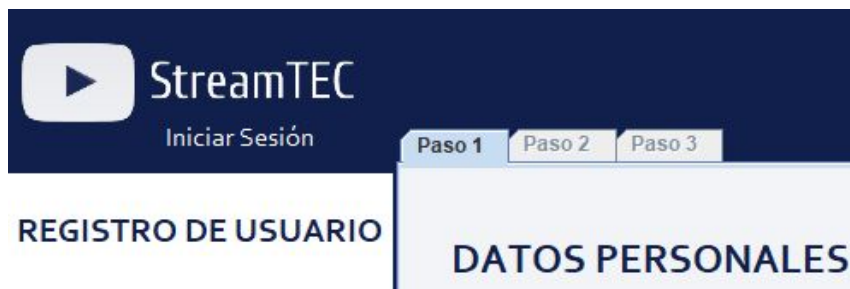 StreamTEC
Iniciar Sesión
Paso 1 Paso 2 Paso 3
REGISTRO DE USUARIO
DATOS PERSONALES